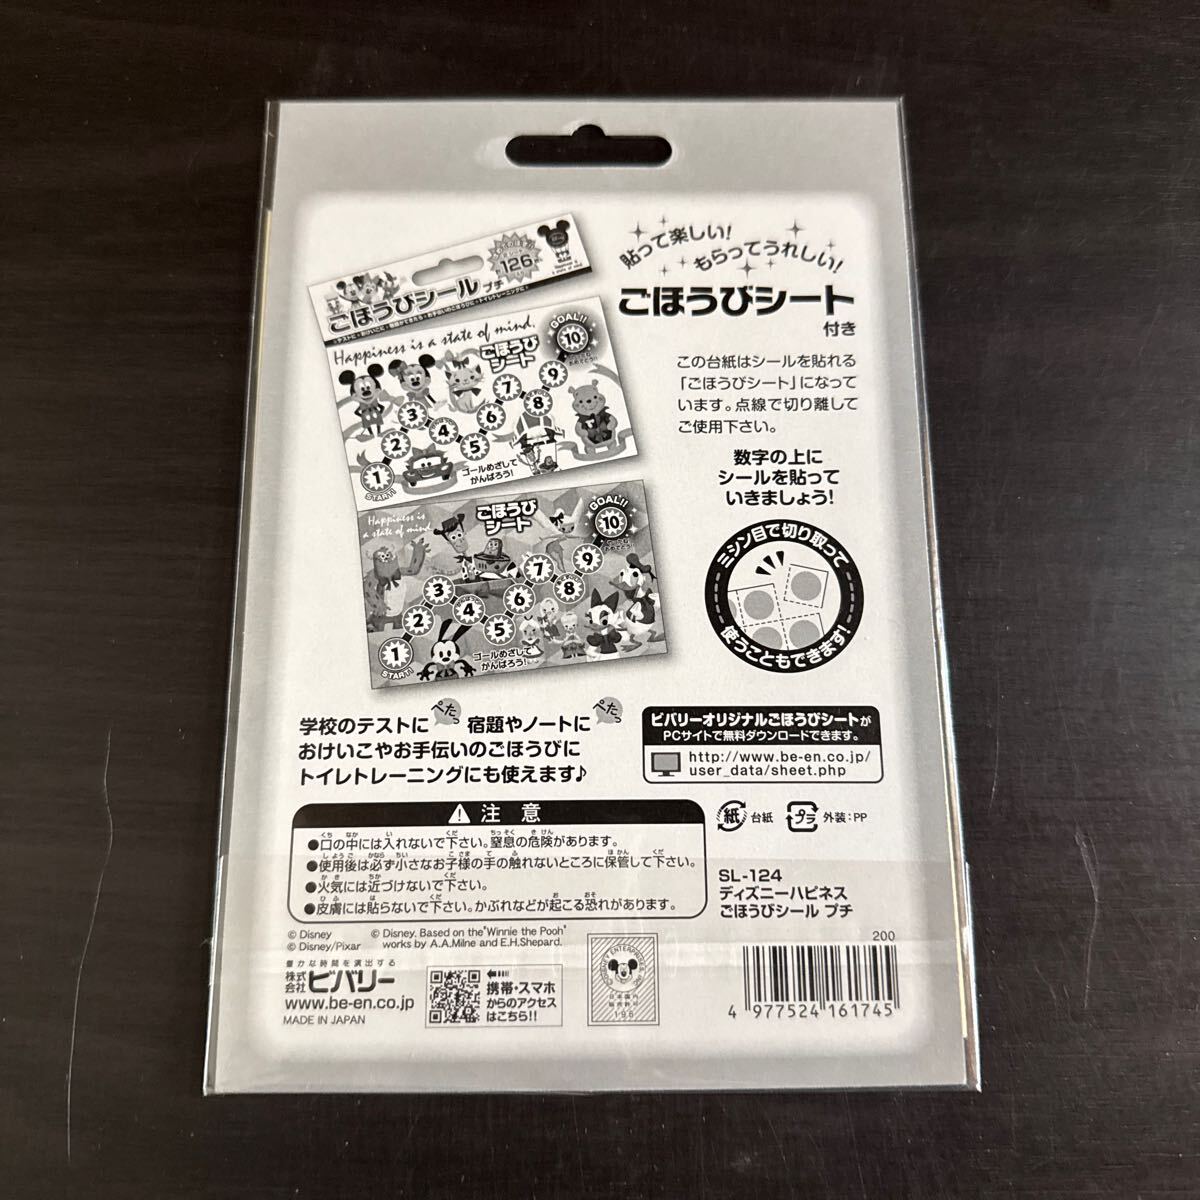 貼って楽しい!
もらってうれしい!
ごほうびシート
付き
126
ごほうびシール プチ
Happiness is a state of mind.
ごほうび
シート
GOAL!!
10
9
8
7
6
5
4
3
2
1
START!
ゴールめざして
がんばろう!
Happiness is
a state of mind.
ごほうび
シート
GOAL!!
10
9
8
7
6
5
4
3
2
1
START!
ゴールめざして
がんばろう!
この台紙はシールを貼れる
「ごほうびシート」になって
います。点線で切り離して
ご使用下さい。
数字の上に
シールを貼って
いきましょう!
ミシン目で切り取って
使うこともできます!
学校のテストに ぺたっ 宿題やノートに ぺたっ
おけいこやお手伝いのごほうびに
トイレトレーニングにも使えます♪
ビバリーオリジナルごほうびシートが
PCサイトで無料ダウンロードできます。
http://www.be-en.co.jp/
user_data/sheet.php
注意
●口の中には入れないで下さい。窒息の危険があります。
●使用後は必ず小さなお子様の手の触れないところに保管して下さい。
●火気には近づけないで下さい。
●皮膚には貼らないで下さい。かぶれなどが起こる恐れがあります。
紙 台紙 プラ 外装:PP
SL-124
ディズニーハピネス
ごほうびシール プチ
© Disney
© Disney/Pixar
© Disney. Based on the "Winnie the Pooh"
works by A.A.Milne and E.H.Shepard.
豊かな時間を演出する
株式会社 ビバリー
www.be-en.co.jp
MADE IN JAPAN
携帯・スマホ
からのアクセス
はこちら!!
日本国内
販売許可
196
200
4 977524 161745